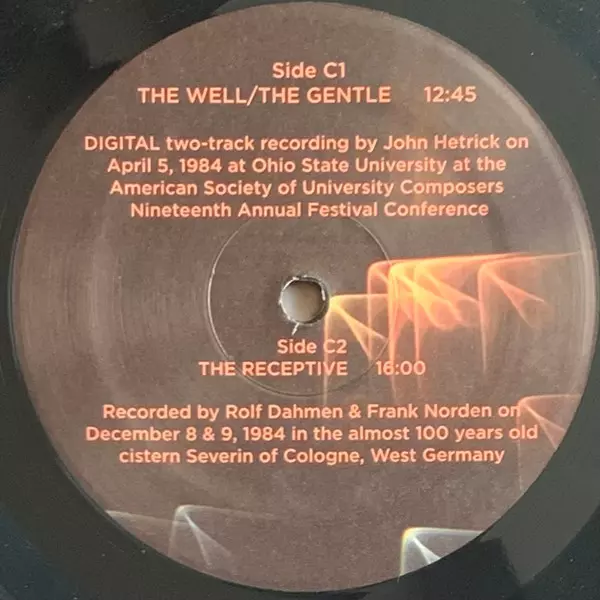 Side C1
THE WELL/THE GENTLE 12:45
DIGITAL two-track recording by John Hetrick on
April 5, 1984 at Ohio State University at the
American Society of University Composers
Nineteenth Annual Festival Conference
Side C2
THE RECEPTIVE 16:00
Recorded by Rolf Dahmen & Frank Norden on
December 8 & 9, 1984 in the almost 100 years old
cistern Severin of Cologne, West Germany